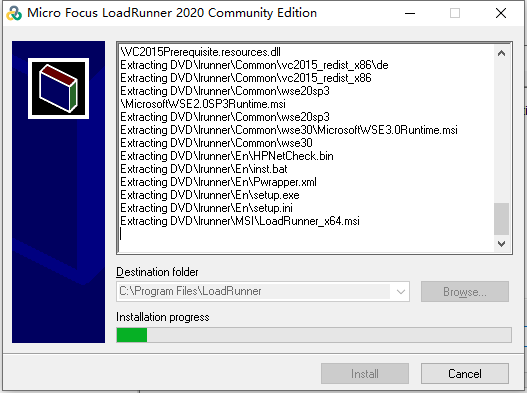 Micro Focus LoadRunner 2020 Community Edition
\VC2015Prerequisite.resources.dll
Extracting DVD\lrunner\Common\vc2015_redist_x86\de
Extracting DVD\lrunner\Common\vc2015_redist_x86
Extracting DVD\lrunner\Common\wse20sp3
\MicrosoftWSE2.0SP3Runtime.msi
Extracting DVD\lrunner\Common\wse20sp3
Extracting DVD\lrunner\Common\wse30\MicrosoftWSE3.0Runtime.msi
Extracting DVD\lrunner\Common\wse30
Extracting DVD\lrunner\En\HPNetCheck.bin
Extracting DVD\lrunner\En\inst.bat
Extracting DVD\lrunner\En\Pwrapper.xml
Extracting DVD\lrunner\En\setup.exe
Extracting DVD\lrunner\En\setup.ini
Extracting DVD\lrunner\MSI\LoadRunner_x64.msi
Destination folder
C:\Program Files\LoadRunner
Browse...
Installation progress
Install
Cancel